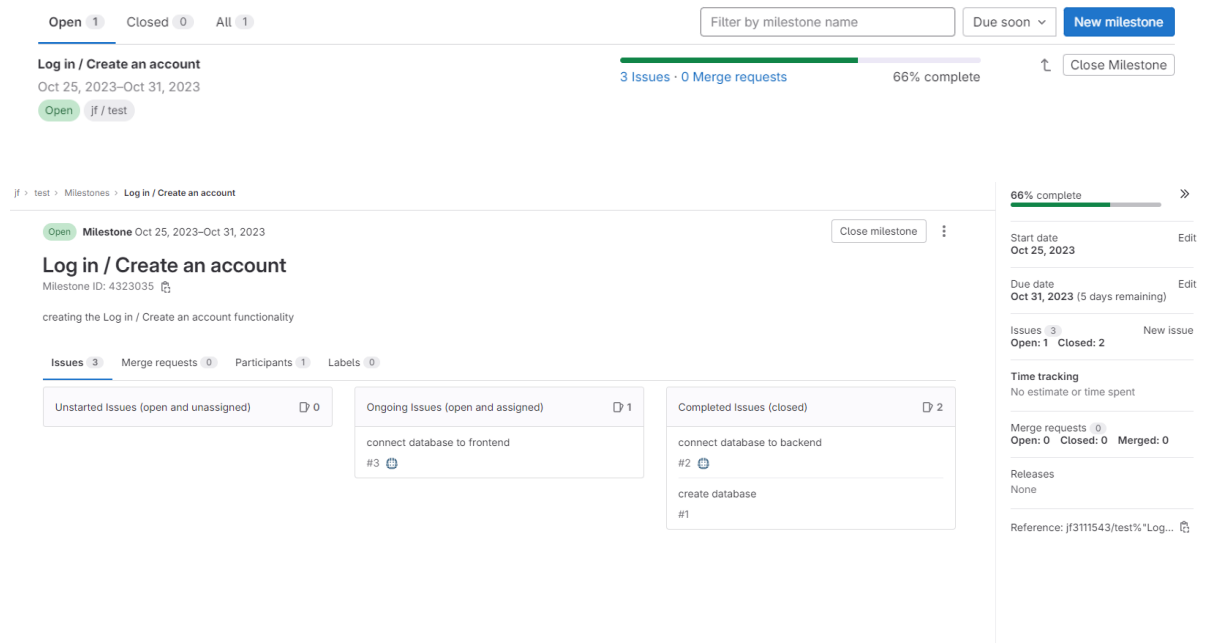 Open 1 Closed 0 All 1
Filter by milestone name
Due soon
New milestone
Log in / Create an account
Oct 25, 2023–Oct 31, 2023
Open jf / test
3 Issues · 0 Merge requests
66% complete
Close Milestone
jf › test › Milestones › Log in / Create an account
Open Milestone Oct 25, 2023–Oct 31, 2023
Close milestone
Log in / Create an account
Milestone ID: 4323035
creating the Log in / Create an account functionality
Issues 3 Merge requests 0 Participants 1 Labels 0
Unstarted Issues (open and unassigned) 0
Ongoing Issues (open and assigned) 1
connect database to frontend
#3
Completed Issues (closed) 2
connect database to backend
#2
create database
#1
66% complete
Start date Edit
Oct 25, 2023
Due date Edit
Oct 31, 2023 (5 days remaining)
Issues 3 New issue
Open: 1 Closed: 2
Time tracking
No estimate or time spent
Merge requests 0
Open: 0 Closed: 0 Merged: 0
Releases
None
Reference: jf3111543/test%"Log...